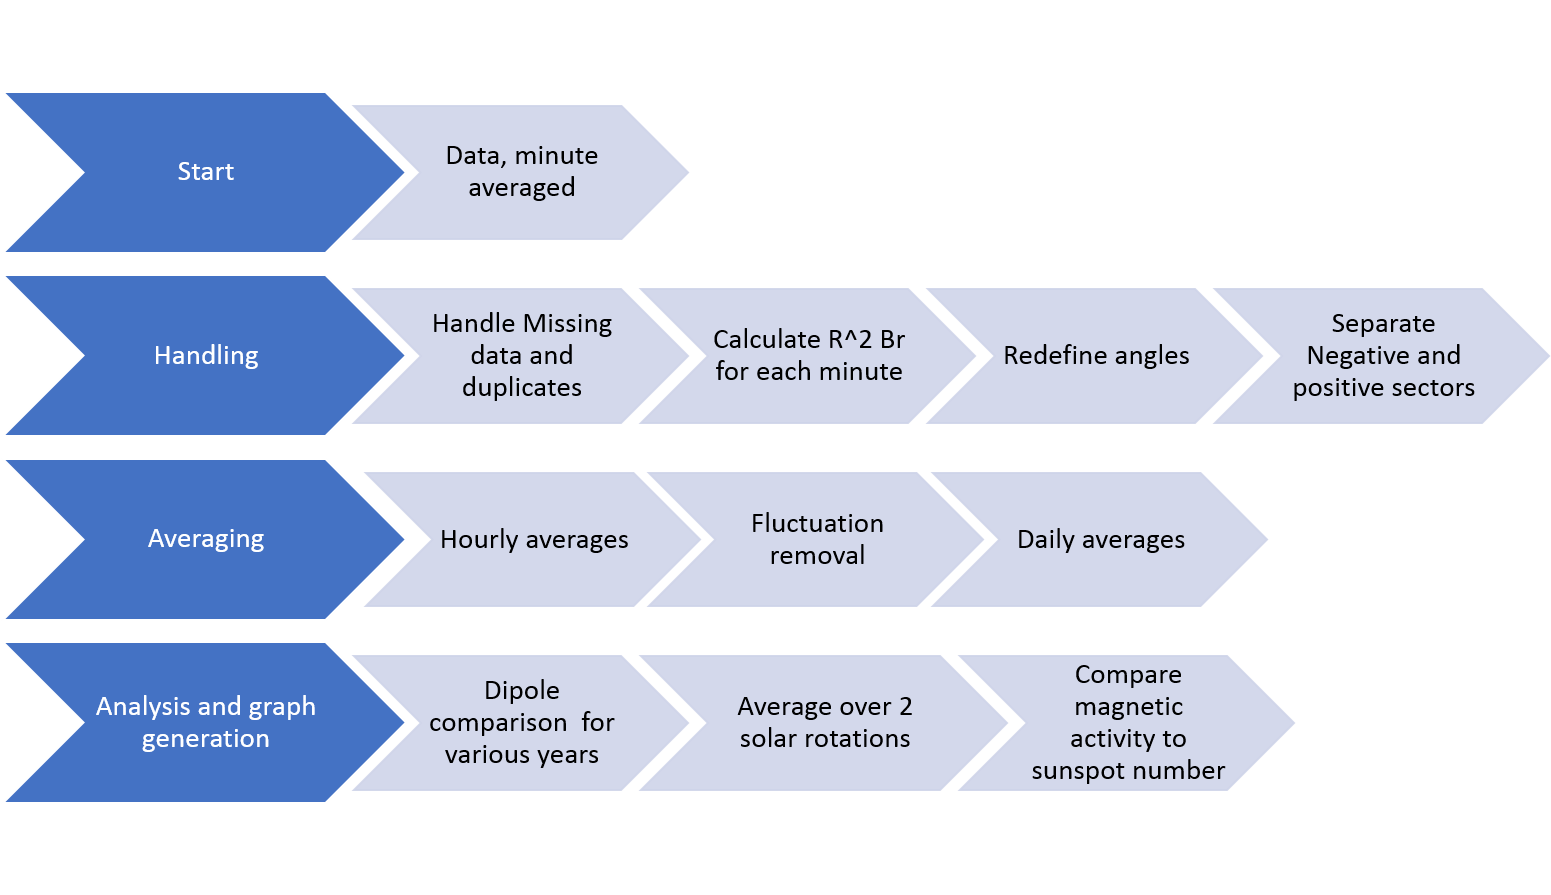 Start
Data, minute
averaged
Handling
Handle Missing
data and
duplicates
Calculate R^2 Br
for each minute
Redefine angles
Separate
Negative and
positive sectors
Averaging
Hourly averages
Fluctuation
removal
Daily averages
Analysis and graph
generation
Dipole
comparison  for
various years
Average over 2
solar rotations
Compare
magnetic
activity to
sunspot number